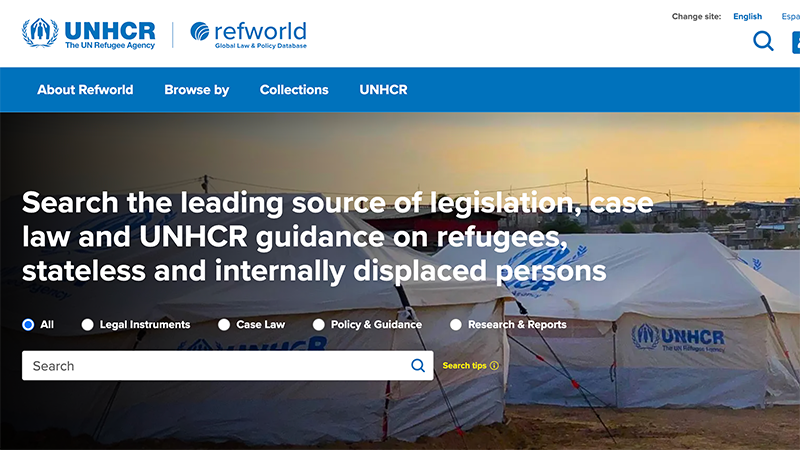 UNHCR
The UN Refugee Agency
refworld
Global Law & Policy Database
Change site: English Espa
About Refworld Browse by Collections UNHCR
Search the leading source of legislation, case
law and UNHCR guidance on refugees,
stateless and internally displaced persons
All Legal Instruments Case Law Policy & Guidance Research & Reports
Search Search tips
UNHCR
UNHCR
The UN Refugee Agency